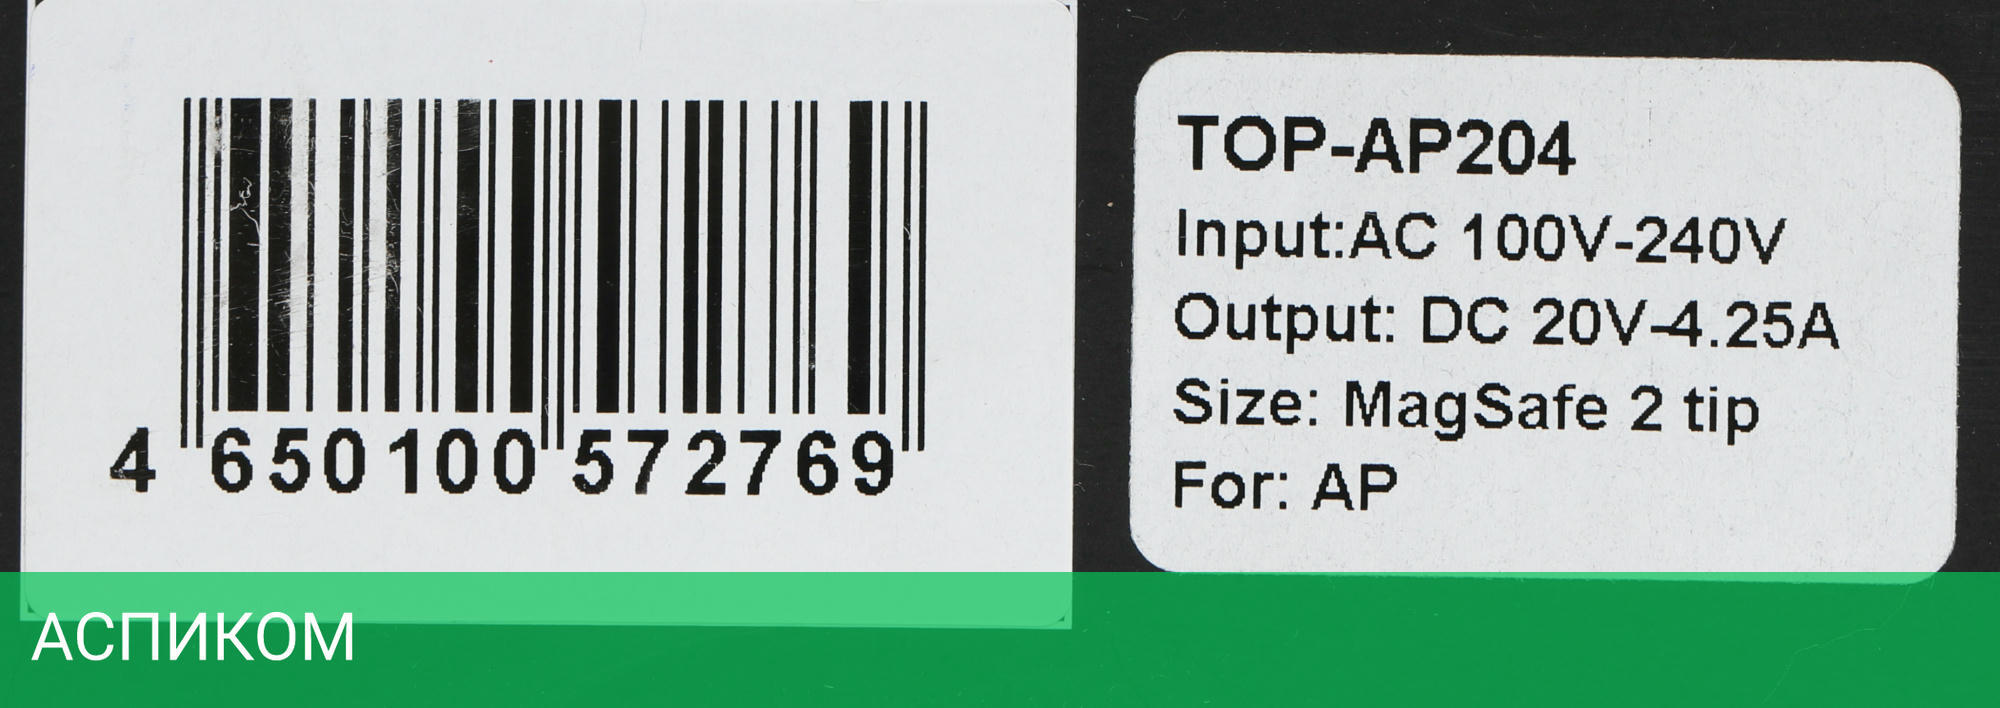 4 650100 572769
TOP-AP204
Input:AC 100V-240V
Output: DC 20V-4.25A
Size: MagSafe 2 tip
For: AP
АСПИКОМ